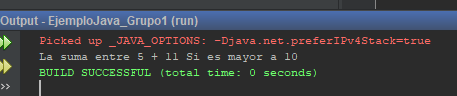 Output - EjemploJava_Grupo1 (run)
Picked up _JAVA_OPTIONS: -Djava.net.preferIPv4Stack=true
La suma entre 5 + 11 Si es mayor a 10
BUILD SUCCESSFUL (total time: 0 seconds)